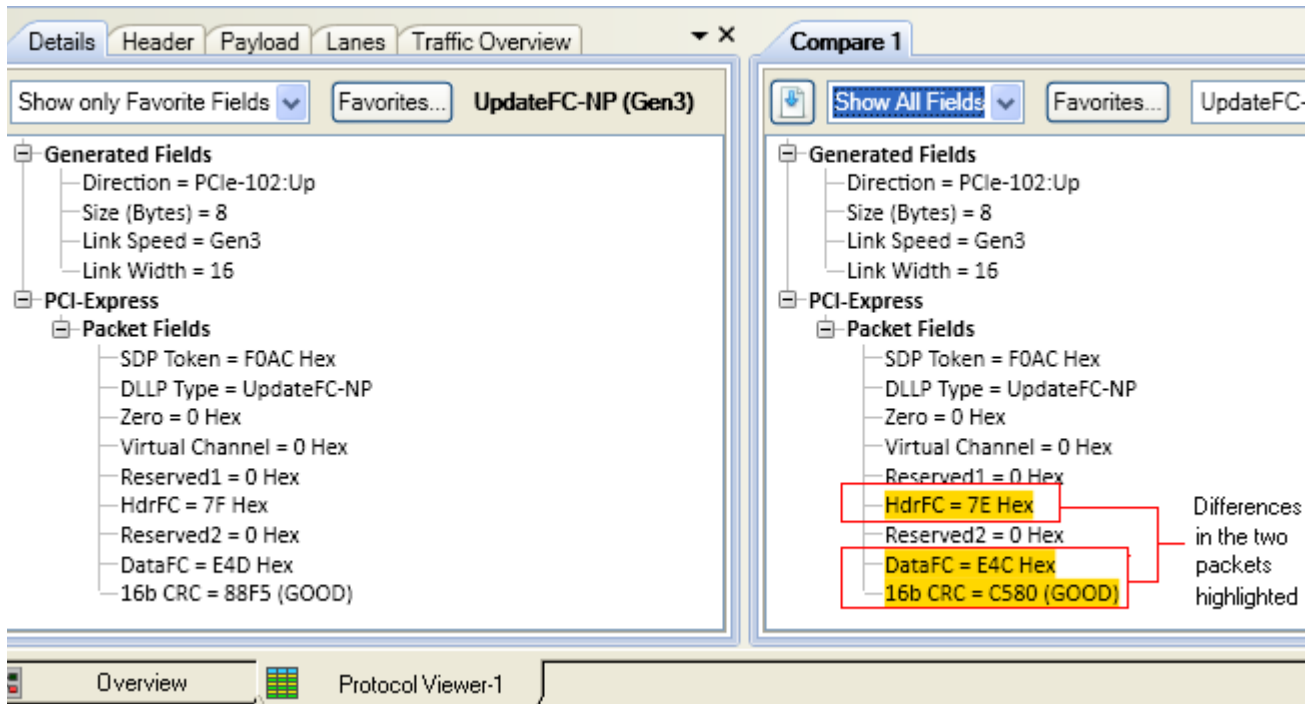 Details Header Payload Lanes Traffic Overview
Show only Favorite Fields Favorites... UpdateFC-NP (Gen3)
Generated Fields
Direction = PCIe-102:Up
Size (Bytes) = 8
Link Speed = Gen3
Link Width = 16
PCI-Express
Packet Fields
SDP Token = F0AC Hex
DLLP Type = UpdateFC-NP
Zero = 0 Hex
Virtual Channel = 0 Hex
Reserved1 = 0 Hex
HdrFC = 7F Hex
Reserved2 = 0 Hex
DataFC = E4D Hex
16b CRC = 88F5 (GOOD)
Compare 1
Show All Fields Favorites... UpdateFC-
Generated Fields
Direction = PCIe-102:Up
Size (Bytes) = 8
Link Speed = Gen3
Link Width = 16
PCI-Express
Packet Fields
SDP Token = F0AC Hex
DLLP Type = UpdateFC-NP
Zero = 0 Hex
Virtual Channel = 0 Hex
Reserved1 = 0 Hex
HdrFC = 7E Hex
Reserved2 = 0 Hex
DataFC = E4C Hex
16b CRC = C580 (GOOD)
Differences
in the two
packets
highlighted
Overview Protocol Viewer-1